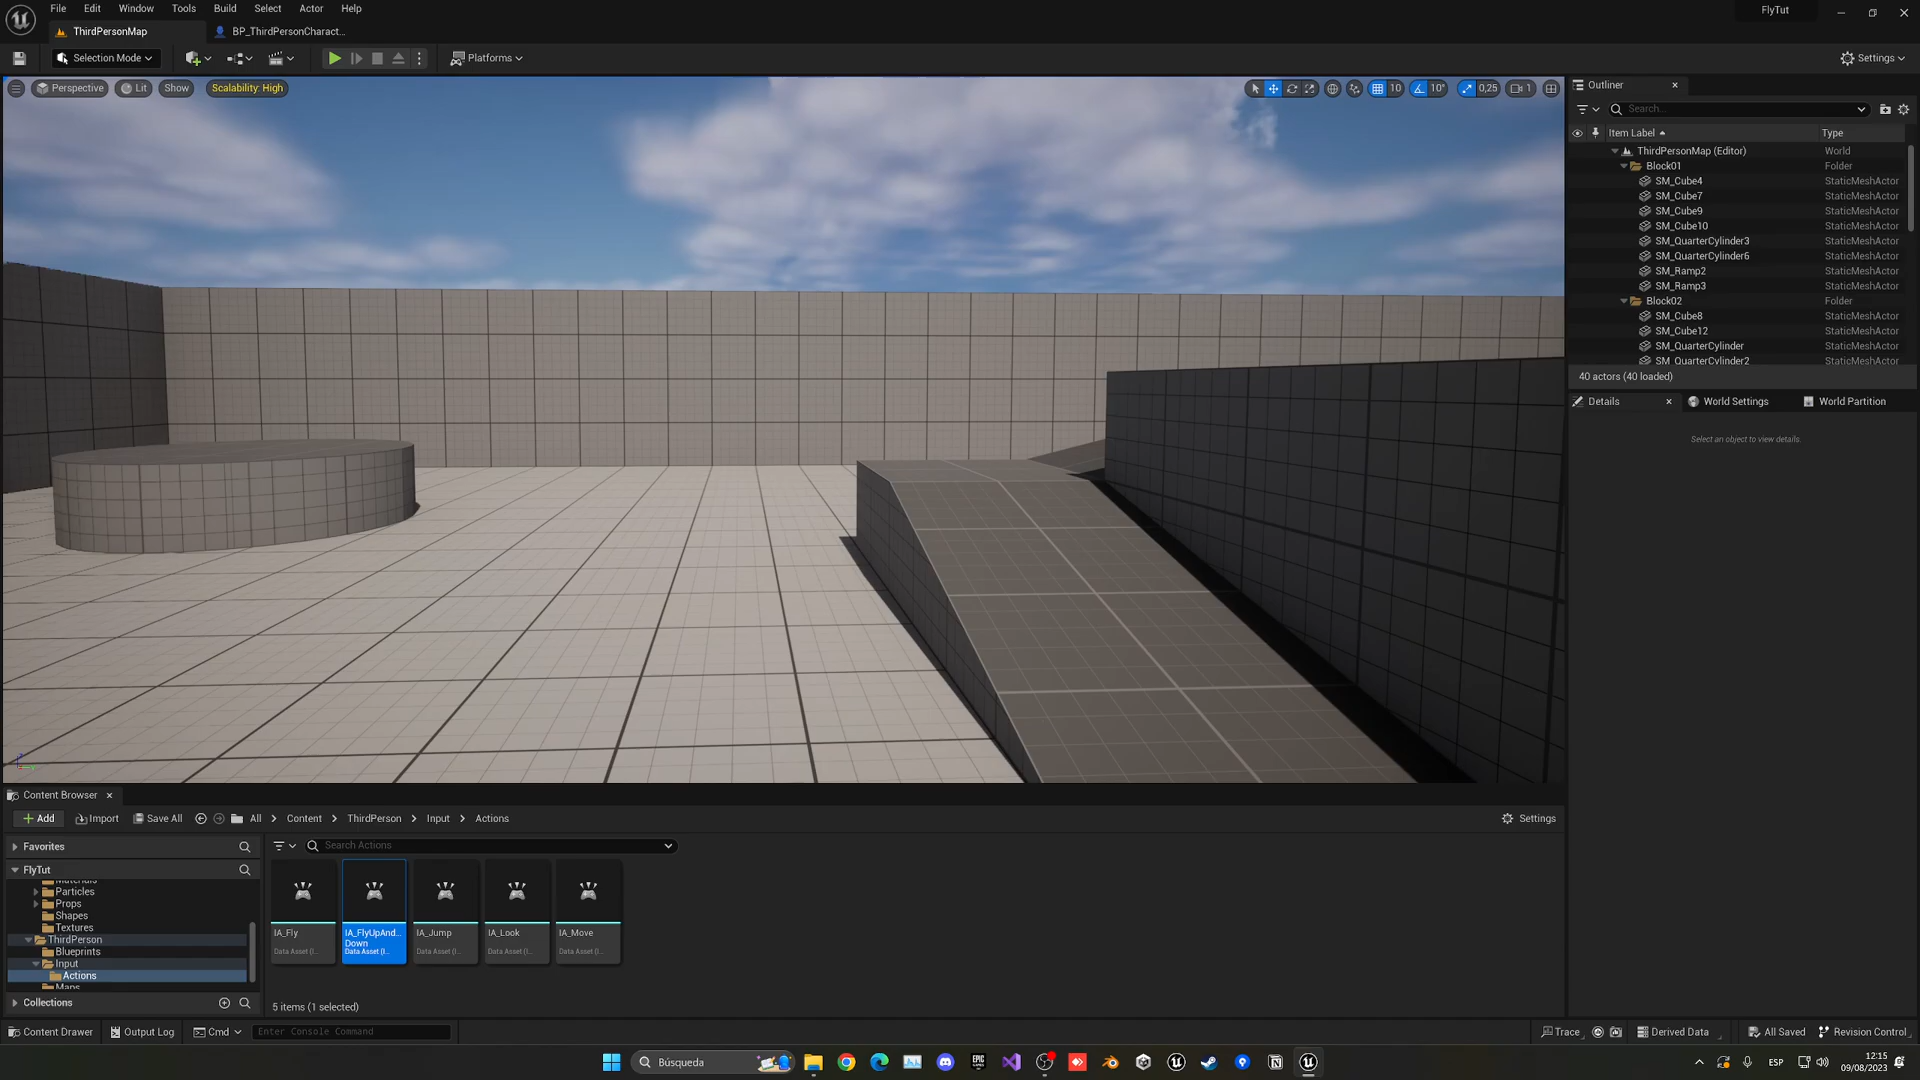 File Edit Window Tools Build Select Actor Help
FlyTut
ThirdPersonMap
BP_ThirdPersonCharact...
Selection Mode
Platforms
Settings
Perspective
Lit
Show
Scalability: High
10
10°
0,25
1
Outliner
Search...
Item Label
Type
ThirdPersonMap (Editor) World
Block01 Folder
SM_Cube4 StaticMeshActor
SM_Cube7 StaticMeshActor
SM_Cube9 StaticMeshActor
SM_Cube10 StaticMeshActor
SM_QuarterCylinder3 StaticMeshActor
SM_QuarterCylinder6 StaticMeshActor
SM_Ramp2 StaticMeshActor
SM_Ramp3 StaticMeshActor
Block02 Folder
SM_Cube8 StaticMeshActor
SM_Cube12 StaticMeshActor
SM_QuarterCylinder StaticMeshActor
SM_QuarterCylinder2 StaticMeshActor
40 actors (40 loaded)
Details
World Settings
World Partition
Select an object to view details.
Content Browser
Add
Import
Save All
All
Content
ThirdPerson
Input
Actions
Settings
Favorites
FlyTut
Materials
Particles
Props
Shapes
Textures
ThirdPerson
Blueprints
Input
Actions
Maps
Collections
Search Actions
IA_Fly
Data Asset (I...
IA_FlyUpAnd...
Down
Data Asset (I...
IA_Jump
Data Asset (I...
IA_Look
Data Asset (I...
IA_Move
Data Asset (I...
5 items (1 selected)
Content Drawer
Output Log
Cmd
Enter Console Command
Trace
Derived Data
All Saved
Revision Control
Búsqueda
EPIC
ESP
12:15
09/08/2023